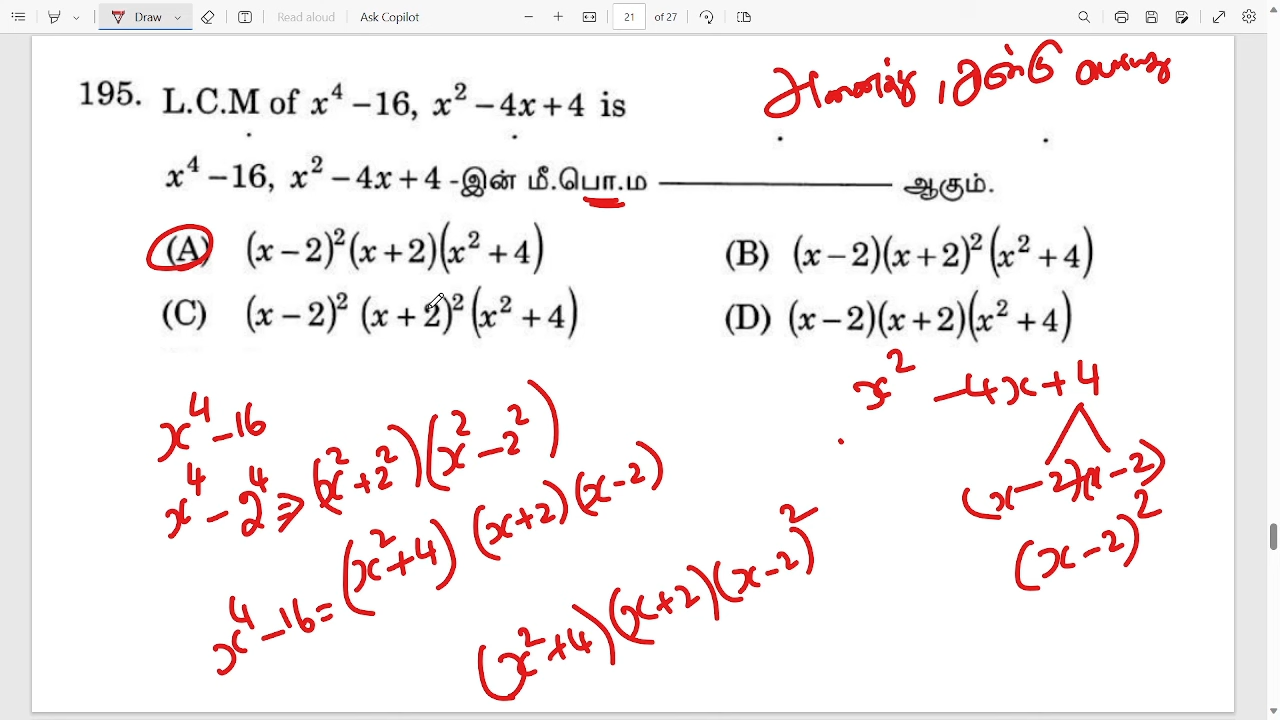 Draw Read aloud Ask Copilot 21 of 27
195. L.C.M of x⁴ – 16, x² – 4x + 4 is
x⁴ – 16, x² – 4x + 4 -இன் மீ.பொ.ம ———— ஆகும்.
(A) (x – 2)²(x + 2)(x² + 4) (B) (x – 2)(x + 2)²(x² + 4)
(C) (x – 2)² (x + 2)²(x² + 4) (D) (x – 2)(x + 2)(x² + 4)
x² – 4x + 4
(x – 2)(x – 2)
(x – 2)²
x⁴ – 16
x⁴ – 2⁴ ⇒ (x² + 2²)(x² – 2²)
(x² + 4) (x + 2)(x – 2)
x⁴ – 16 =
(x² + 4)(x + 2)(x – 2)²